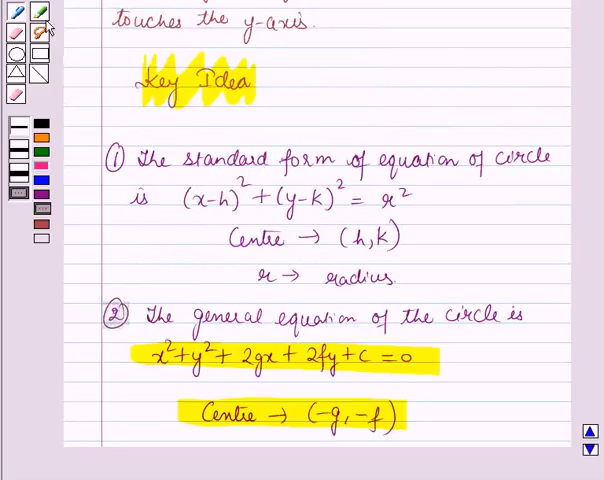 touches the y-axis.
Key Idea
① The standard form of equation of circle
is (x-h)² + (y-k)² = r²
Centre → (h,k)
r → radius.
② The general equation of the circle is
x²+y²+ 2gx + 2fy + c = 0
Centre → (-g, -f)